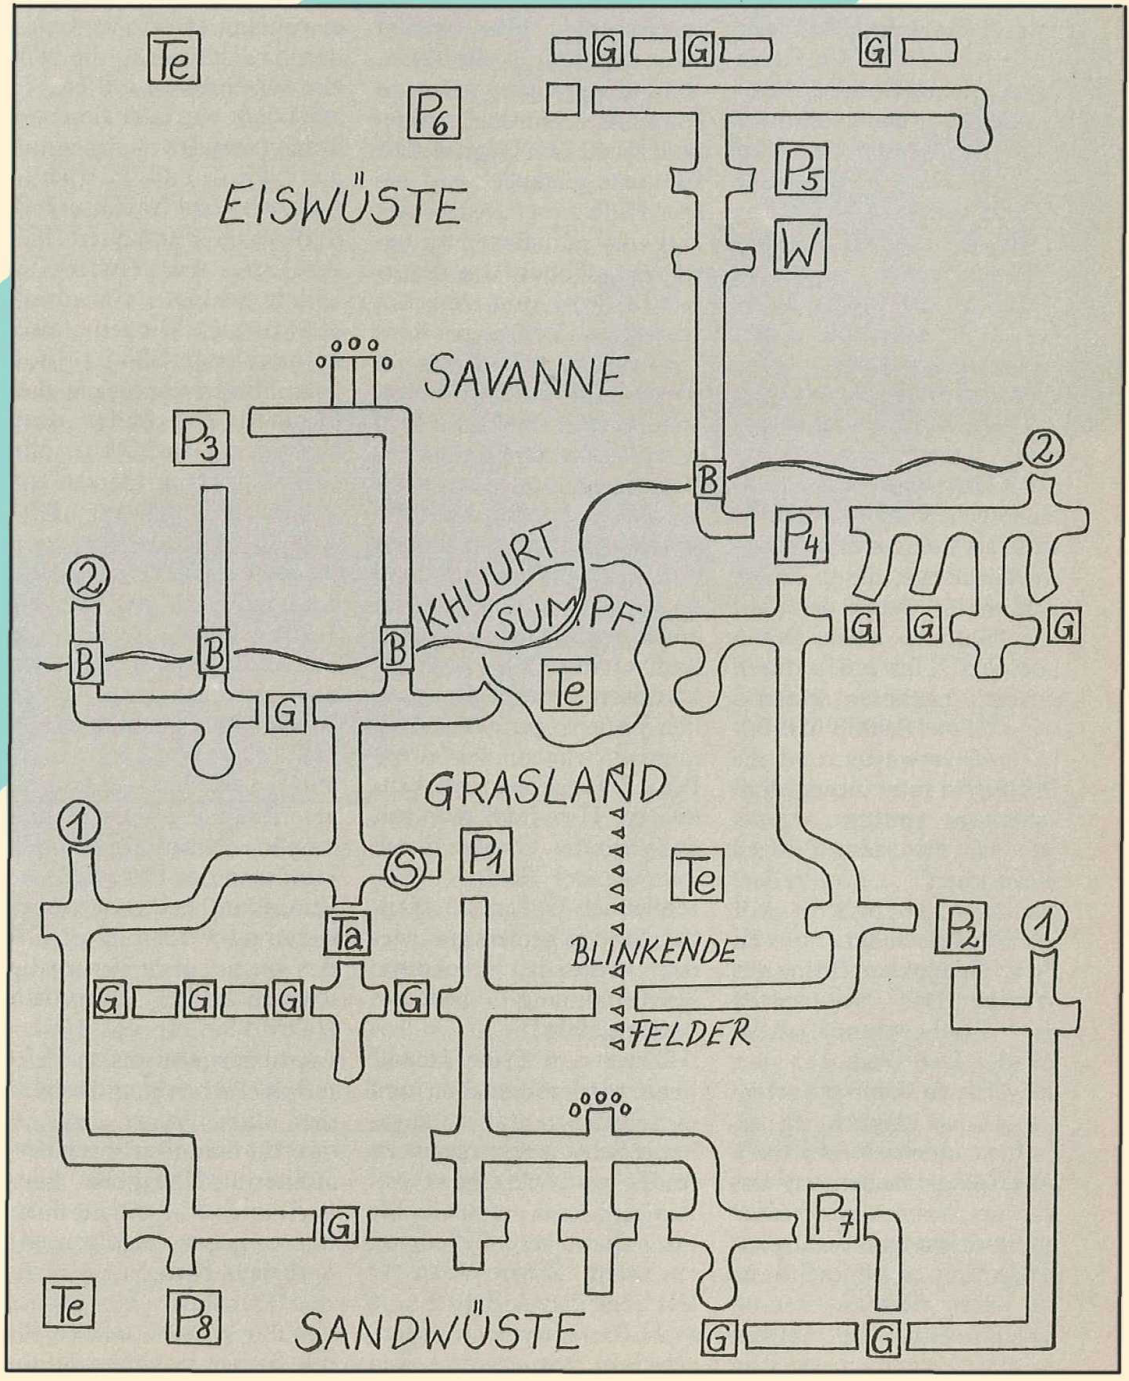 Te
G G G
P6
P5
EISWÜSTE
W
SAVANNE
P3
B
2
P4
2
KHUURT
SUMPF
G G G
B B B
Te
G
GRASLAND
1
S
P1
Te
Ta
P2
1
BLINKENDE
G G G G
FELDER
P7
G
Te
P8
SANDWÜSTE
G G